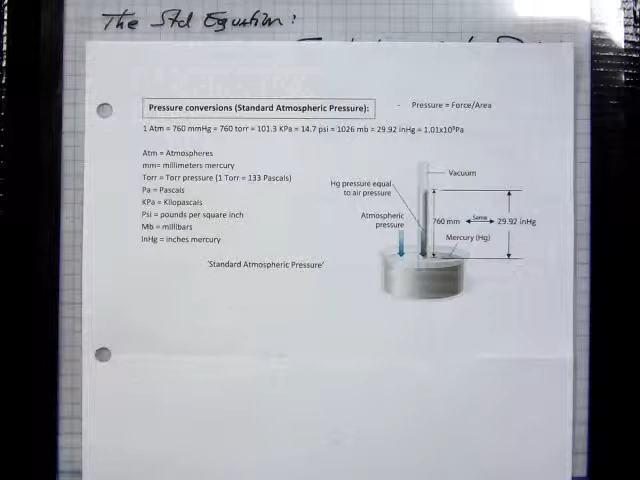 The Std Equation:
Pressure conversions (Standard Atmospheric Pressure):
- Pressure = Force/Area
1 Atm = 760 mmHg = 760 torr = 101.3 KPa = 14.7 psi = 1026 mb = 29.92 inHg = 1.01x10⁵Pa
Atm = Atmospheres
mm= millimeters mercury
Torr = Torr pressure (1 Torr = 133 Pascals)
Pa = Pascals
KPa = Kilopascals
Psi = pounds per square inch
Mb = millibars
InHg = inches mercury
'Standard Atmospheric Pressure'
Vacuum
Hg pressure equal
to air pressure
Atmospheric
pressure
760 mm
Same
29.92 inHg
Mercury (Hg)